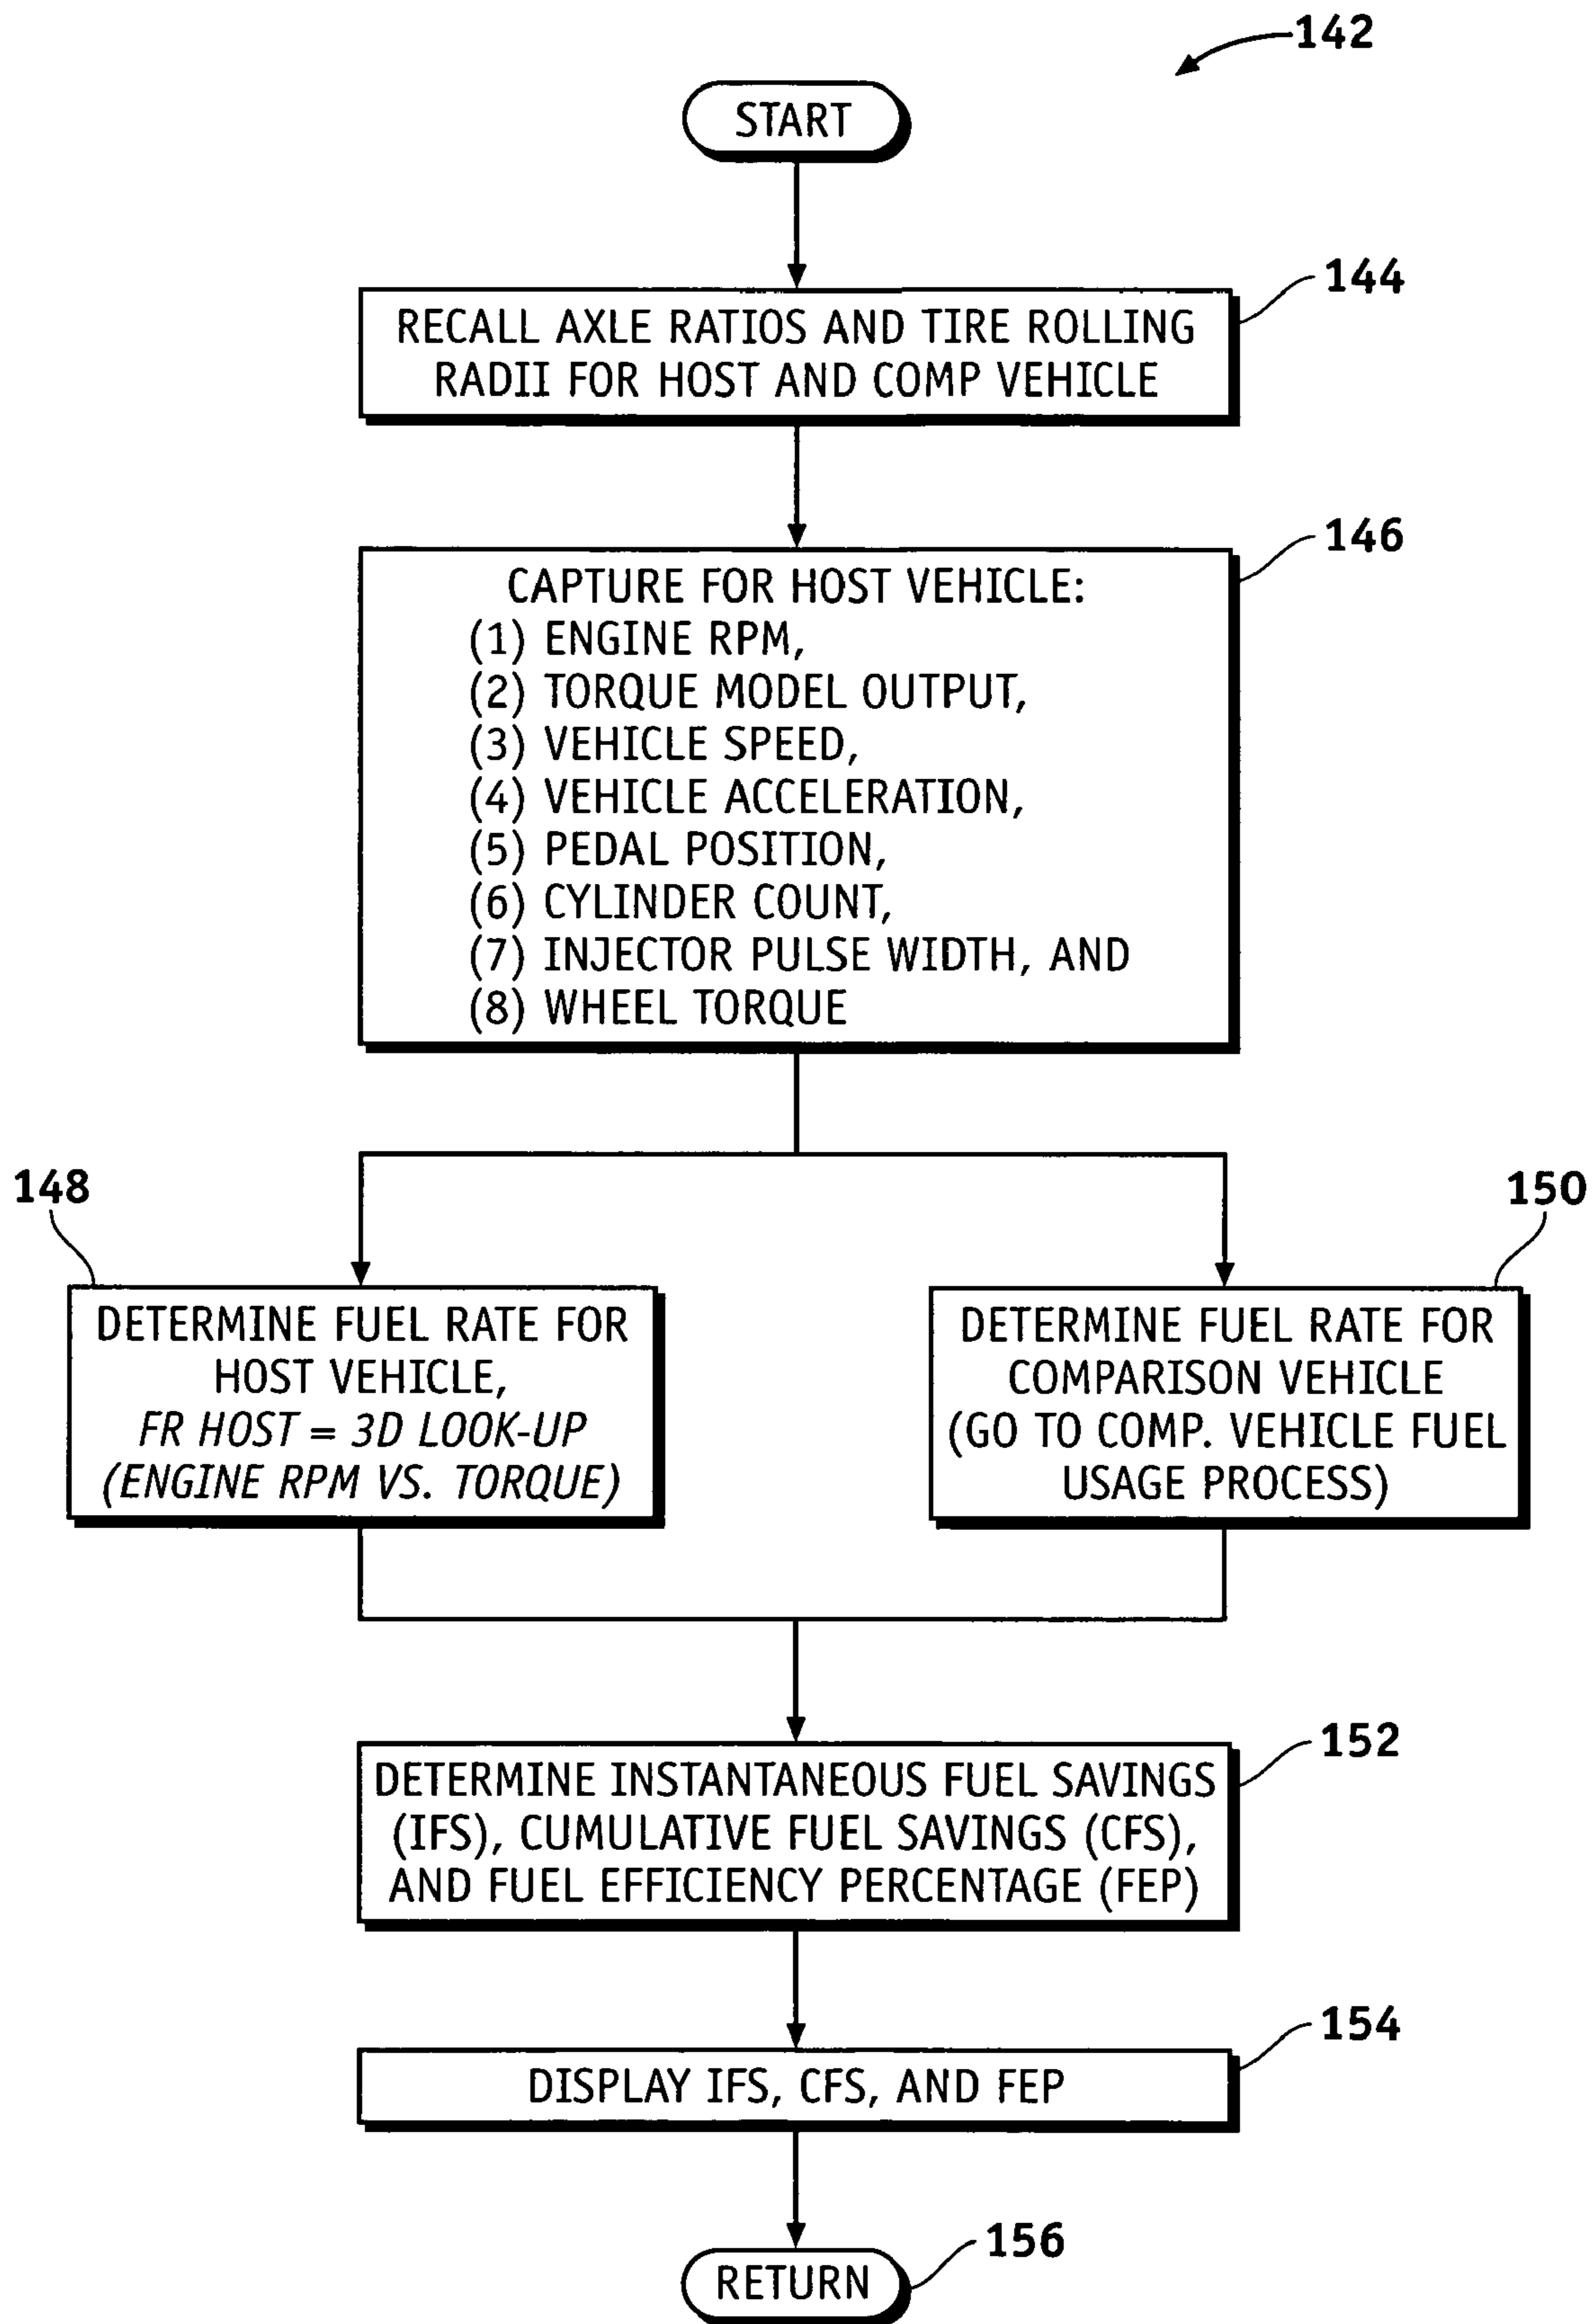 142
START
144
RECALL AXLE RATIOS AND TIRE ROLLING
RADII FOR HOST AND COMP VEHICLE
146
CAPTURE FOR HOST VEHICLE:
(1) ENGINE RPM,
(2) TORQUE MODEL OUTPUT,
(3) VEHICLE SPEED,
(4) VEHICLE ACCELERATION,
(5) PEDAL POSITION,
(6) CYLINDER COUNT,
(7) INJECTOR PULSE WIDTH, AND
(8) WHEEL TORQUE
148
DETERMINE FUEL RATE FOR
HOST VEHICLE,
FR HOST = 3D LOOK-UP
(ENGINE RPM VS. TORQUE)
150
DETERMINE FUEL RATE FOR
COMPARISON VEHICLE
(GO TO COMP. VEHICLE FUEL
USAGE PROCESS)
152
DETERMINE INSTANTANEOUS FUEL SAVINGS
(IFS), CUMULATIVE FUEL SAVINGS (CFS),
AND FUEL EFFICIENCY PERCENTAGE (FEP)
154
DISPLAY IFS, CFS, AND FEP
156
RETURN